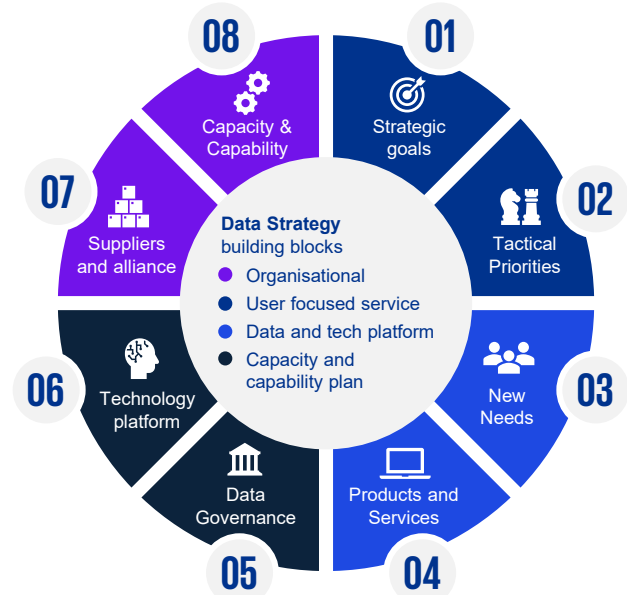 08
01
Capacity &
Capability
Strategic
goals
07
02
Suppliers
and alliance
Tactical
Priorities
Data Strategy
building blocks
Organisational
User focused service
Data and tech platform
Capacity and
capability plan
06
03
Technology
platform
New
Needs
Data
Governance
Products and
Services
05
04